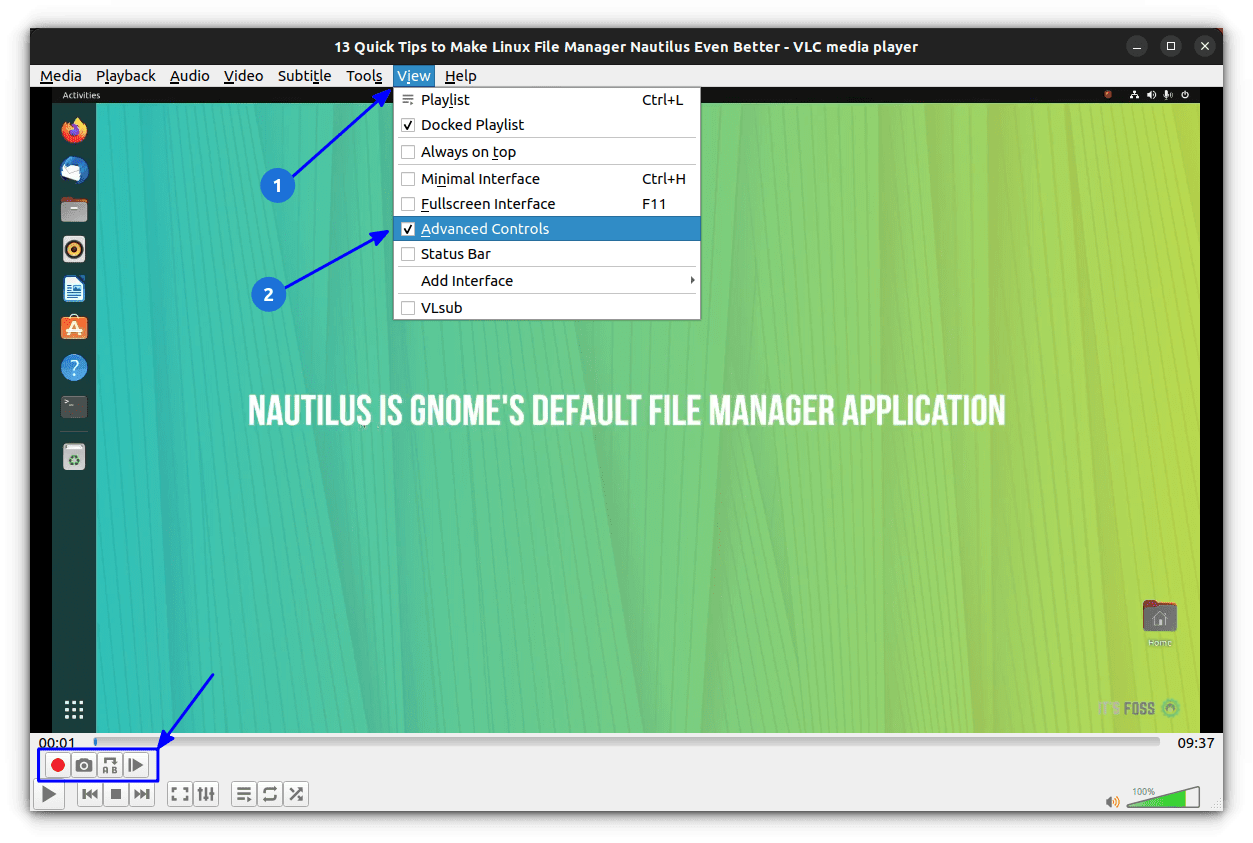 13 Quick Tips to Make Linux File Manager Nautilus Even Better - VLC media player
Media Playback Audio Video Subtitle Tools View Help
Activities
Playlist Ctrl+L
Docked Playlist
Always on top
Minimal Interface Ctrl+H
Fullscreen Interface F11
Advanced Controls
Status Bar
Add Interface
VLsub
1
2
NAUTILUS IS GNOME'S DEFAULT FILE MANAGER APPLICATION
Home
IT'S FOSS
00:01 09:37
A B
100%